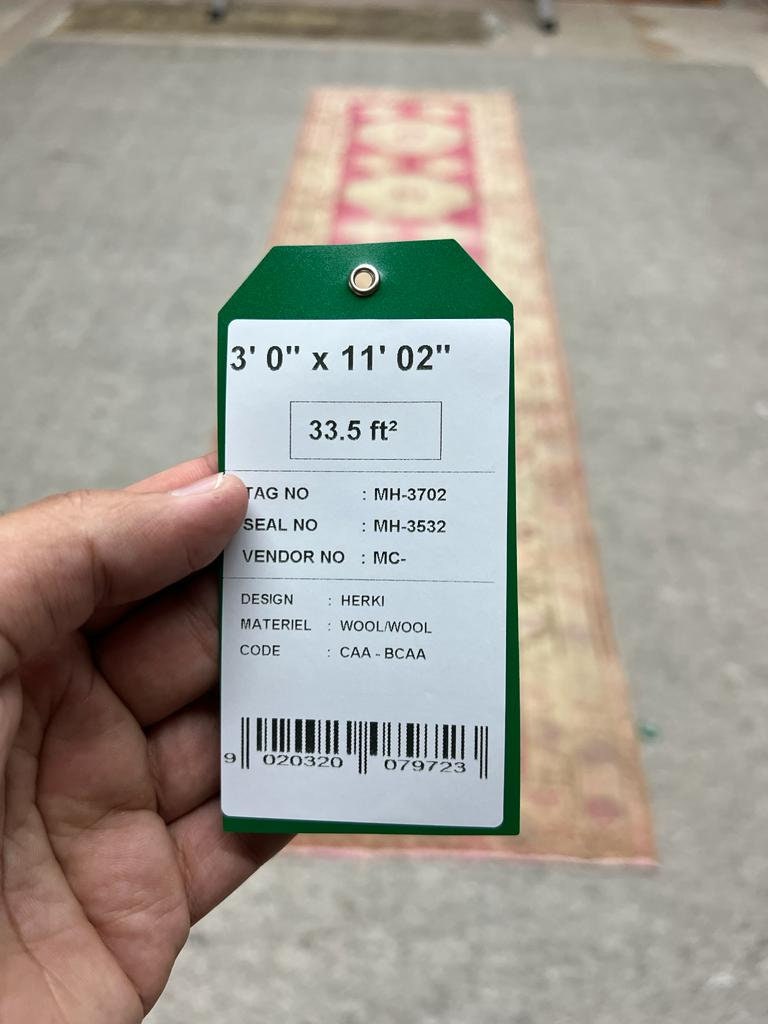 3' 0" x 11' 02"
33.5 ft²
TAG NO : MH-3702
SEAL NO : MH-3532
VENDOR NO : MC-
DESIGN : HERKI
MATERIEL : WOOL/WOOL
CODE : CAA - BCAA
9 020320 079723